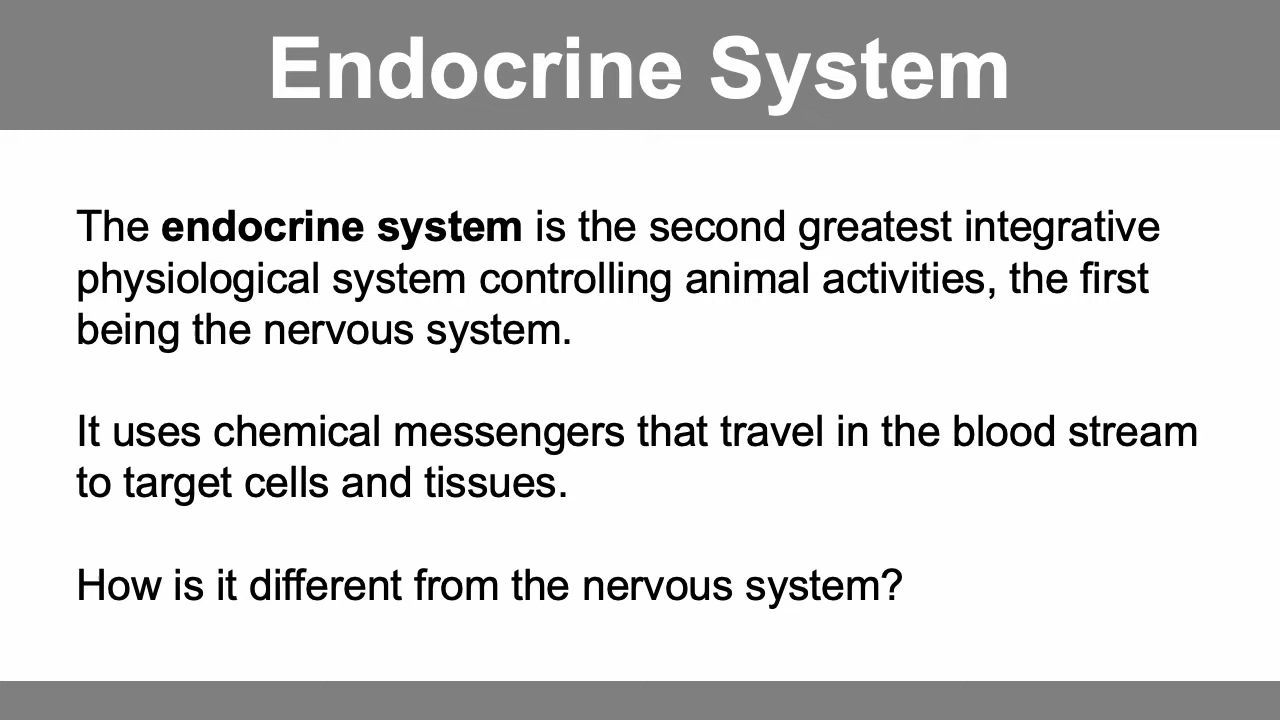 Endocrine System
The endocrine system is the second greatest integrative
physiological system controlling animal activities, the first
being the nervous system.
It uses chemical messengers that travel in the blood stream
to target cells and tissues.
How is it different from the nervous system?